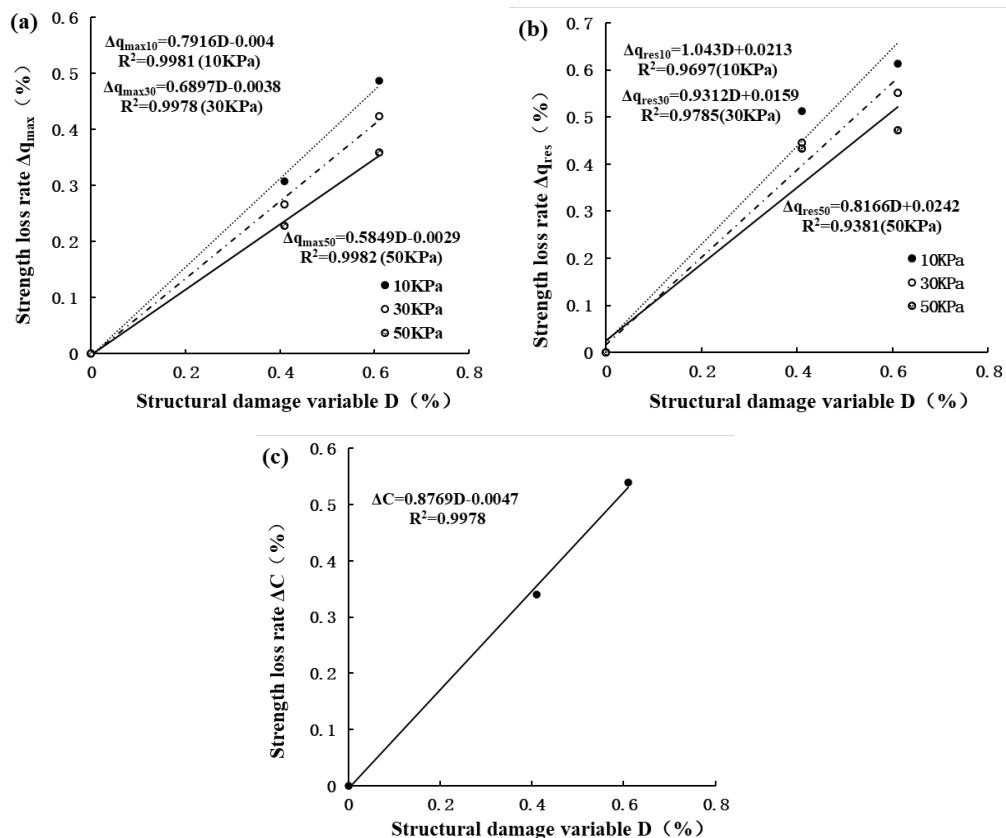 (a)
Strength loss rate Δqmax（%）
0.6
0.5
0.4
0.3
0.2
0.1
0
Δqmax10=0.7916D-0.004
R²=0.9981(10KPa)
Δqmax30=0.6897D-0.0038
R²=0.9978(30KPa)
Δqmax50=0.5849D-0.0029
R²=0.9982(50KPa)
10KPa
30KPa
50KPa
0 0.2 0.4 0.6 0.8
Structural damage variable D（%）
(b)
Strength loss rate Δqres（%）
0.7
0.6
0.5
0.4
0.3
0.2
0.1
0
Δqres10=1.043D+0.0213
R²=0.9697(10KPa)
Δqres30=0.9312D+0.0159
R²=0.9785(30KPa)
Δqres50=0.8166D+0.0242
R²=0.9381(50KPa)
10KPa
30KPa
50KPa
0 0.2 0.4 0.6 0.8
Structural damage variable D（%）
(c)
Strength loss rate ΔC（%）
0.6
0.5
0.4
0.3
0.2
0.1
0
ΔC=0.8769D-0.0047
R²=0.9978
0 0.2 0.4 0.6 0.8
Structural damage variable D（%）